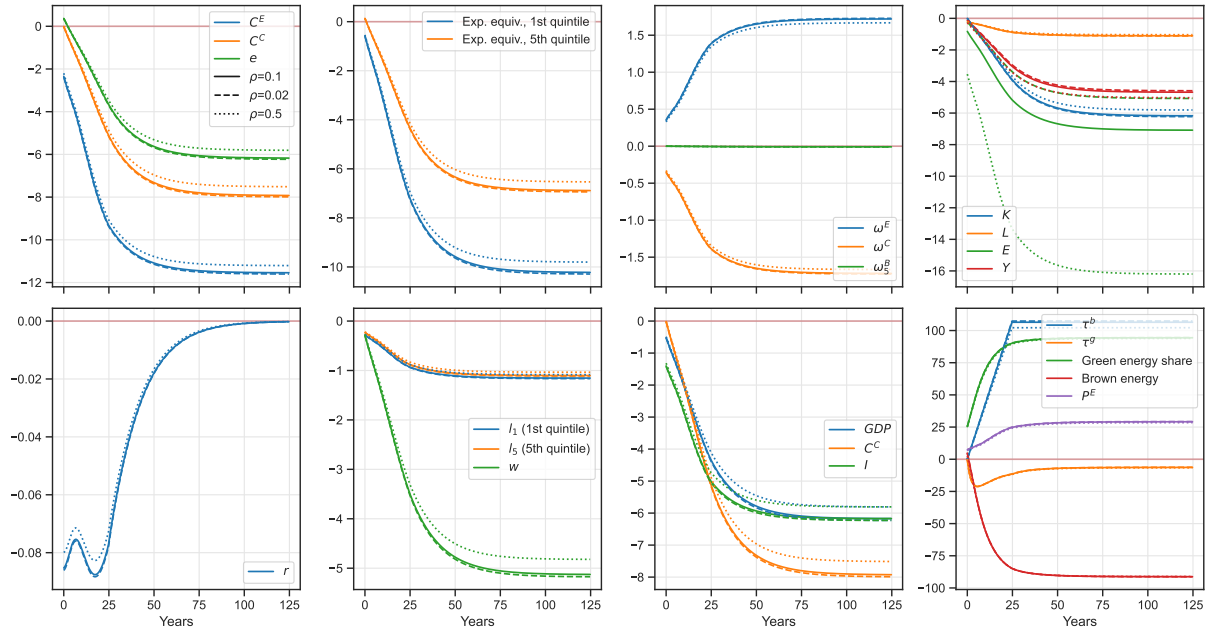 0
−2
−4
−6
−8
−10
−12
C^E
C^C
e
ρ=0.1
ρ=0.02
ρ=0.5
0
−2
−4
−6
−8
−10
Exp. equiv., 1st quintile
Exp. equiv., 5th quintile
1.5
1.0
0.5
0.0
−0.5
−1.0
−1.5
ω^E
ω^C
ω_5^B
0
−2
−4
−6
−8
−10
−12
−14
−16
K
L
E
Y
0.00
−0.02
−0.04
−0.06
−0.08
r
0 25 50 75 100 125
Years
0
−1
−2
−3
−4
−5
l_1 (1st quintile)
l_5 (5th quintile)
w
0 25 50 75 100 125
Years
0
−1
−2
−3
−4
−5
−6
−7
−8
GDP
C^C
I
0 25 50 75 100 125
Years
100
75
50
25
0
−25
−50
−75
−100
τ^b
τ^g
Green energy share
Brown energy
P^E
0 25 50 75 100 125
Years